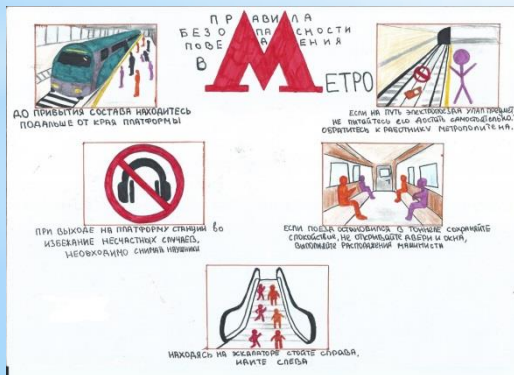 ПРАВИЛА
БЕЗОПАСНОСТИ
ПОВЕДЕНИЯ
В МЕТРО
ДО ПРИБЫТИЯ СОСТАВА НАХОДИТЕСЬ
ПОДАЛЬШЕ ОТ КРАЯ ПЛАТФОРМЫ
ЕСЛИ НА ПУТЬ ЭЛЕКТРОПОЕЗДА УПАЛ ПРЕДМЕТ
НЕ ПЫТАЙТЕСЬ ЕГО ДОСТАТЬ САМОСТОЯТЕЛЬНО,
ОБРАТИТЕСЬ К РАБОТНИКУ МЕТРОПОЛИТЕНА.
ПРИ ВЫХОДЕ НА ПЛАТФОРМУ СТАНЦИИ ВО
ИЗБЕЖАНИЕ НЕСЧАСТНЫХ СЛУЧАЕВ,
НЕОБХОДИМО СНИМАТЬ НАУШНИКИ
ЕСЛИ ПОЕЗД ОСТАНОВИЛСЯ В ТОННЕЛЕ СОХРАНЯЙТЕ
СПОКОЙСТВИЕ, НЕ ОТКРЫВАЙТЕ ДВЕРИ И ОКНА,
ВЫПОЛНЯЙТЕ РАСПОРЯЖЕНИЯ МАШИНИСТА
НАХОДЯСЬ НА ЭСКАЛАТОРЕ СТОЙТЕ СПРАВА,
ИДИТЕ СЛЕВА